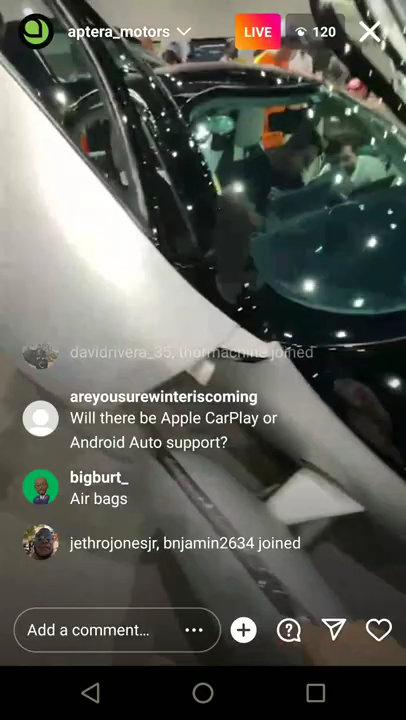 aptera_motors
LIVE
120
davidrivera_35, thormachine joined
areyousurewinteriscoming
Will there be Apple CarPlay or
Android Auto support?
bigburt_
Air bags
jethrojonesjr, bnjamin2634 joined
Add a comment...